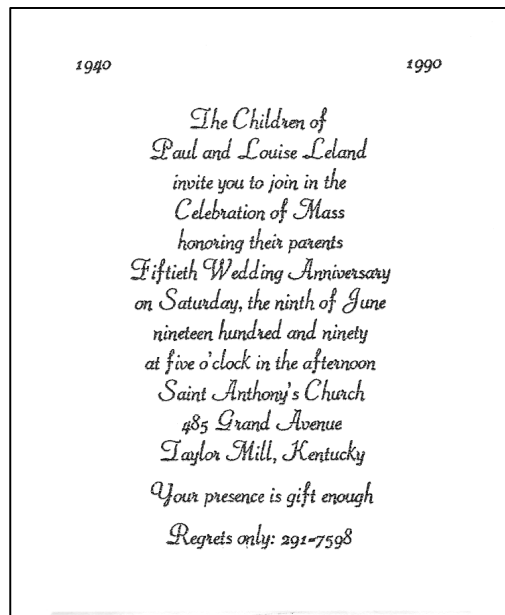 1940 1990
The Children of
Paul and Louise Leland
invite you to join in the
Celebration of Mass
honoring their parents
Fiftieth Wedding Anniversary
on Saturday, the ninth of June
nineteen hundred and ninety
at five o'clock in the afternoon
Saint Anthony's Church
485 Grand Avenue
Taylor Mill, Kentucky
Your presence is gift enough
Regrets only: 291-7598